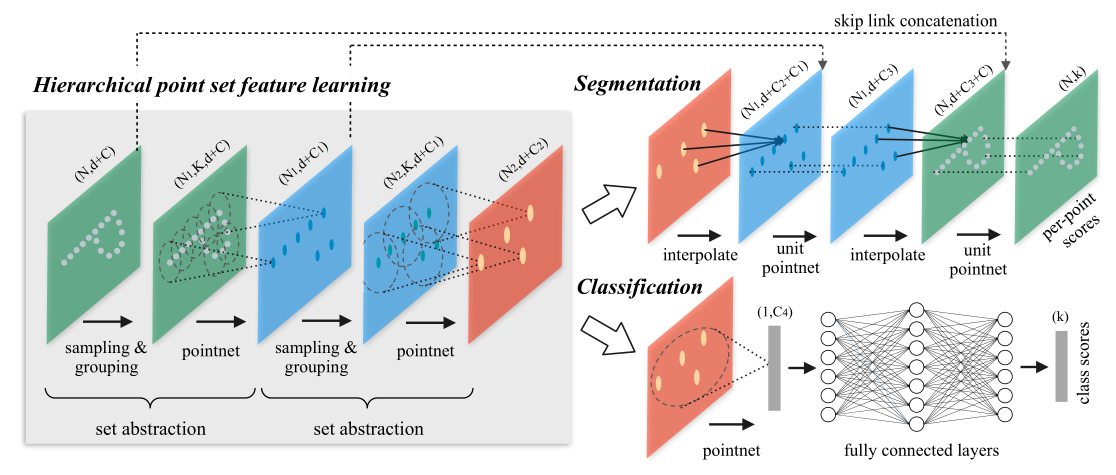 skip link concatenation
Hierarchical point set feature learning
(N,d+C)
(N1,K,d+C)
(N1,d+C1)
(N2,K,d+C1)
(N2,d+C2)
sampling &
grouping
pointnet
sampling &
grouping
pointnet
set abstraction
set abstraction
Segmentation
(N1,d+C2+C1)
(N1,d+C3)
(N,d+C3+C)
(N,k)
per-point
scores
interpolate
unit
pointnet
interpolate
unit
pointnet
Classification
(1,C4)
(k)
class scores
pointnet
fully connected layers